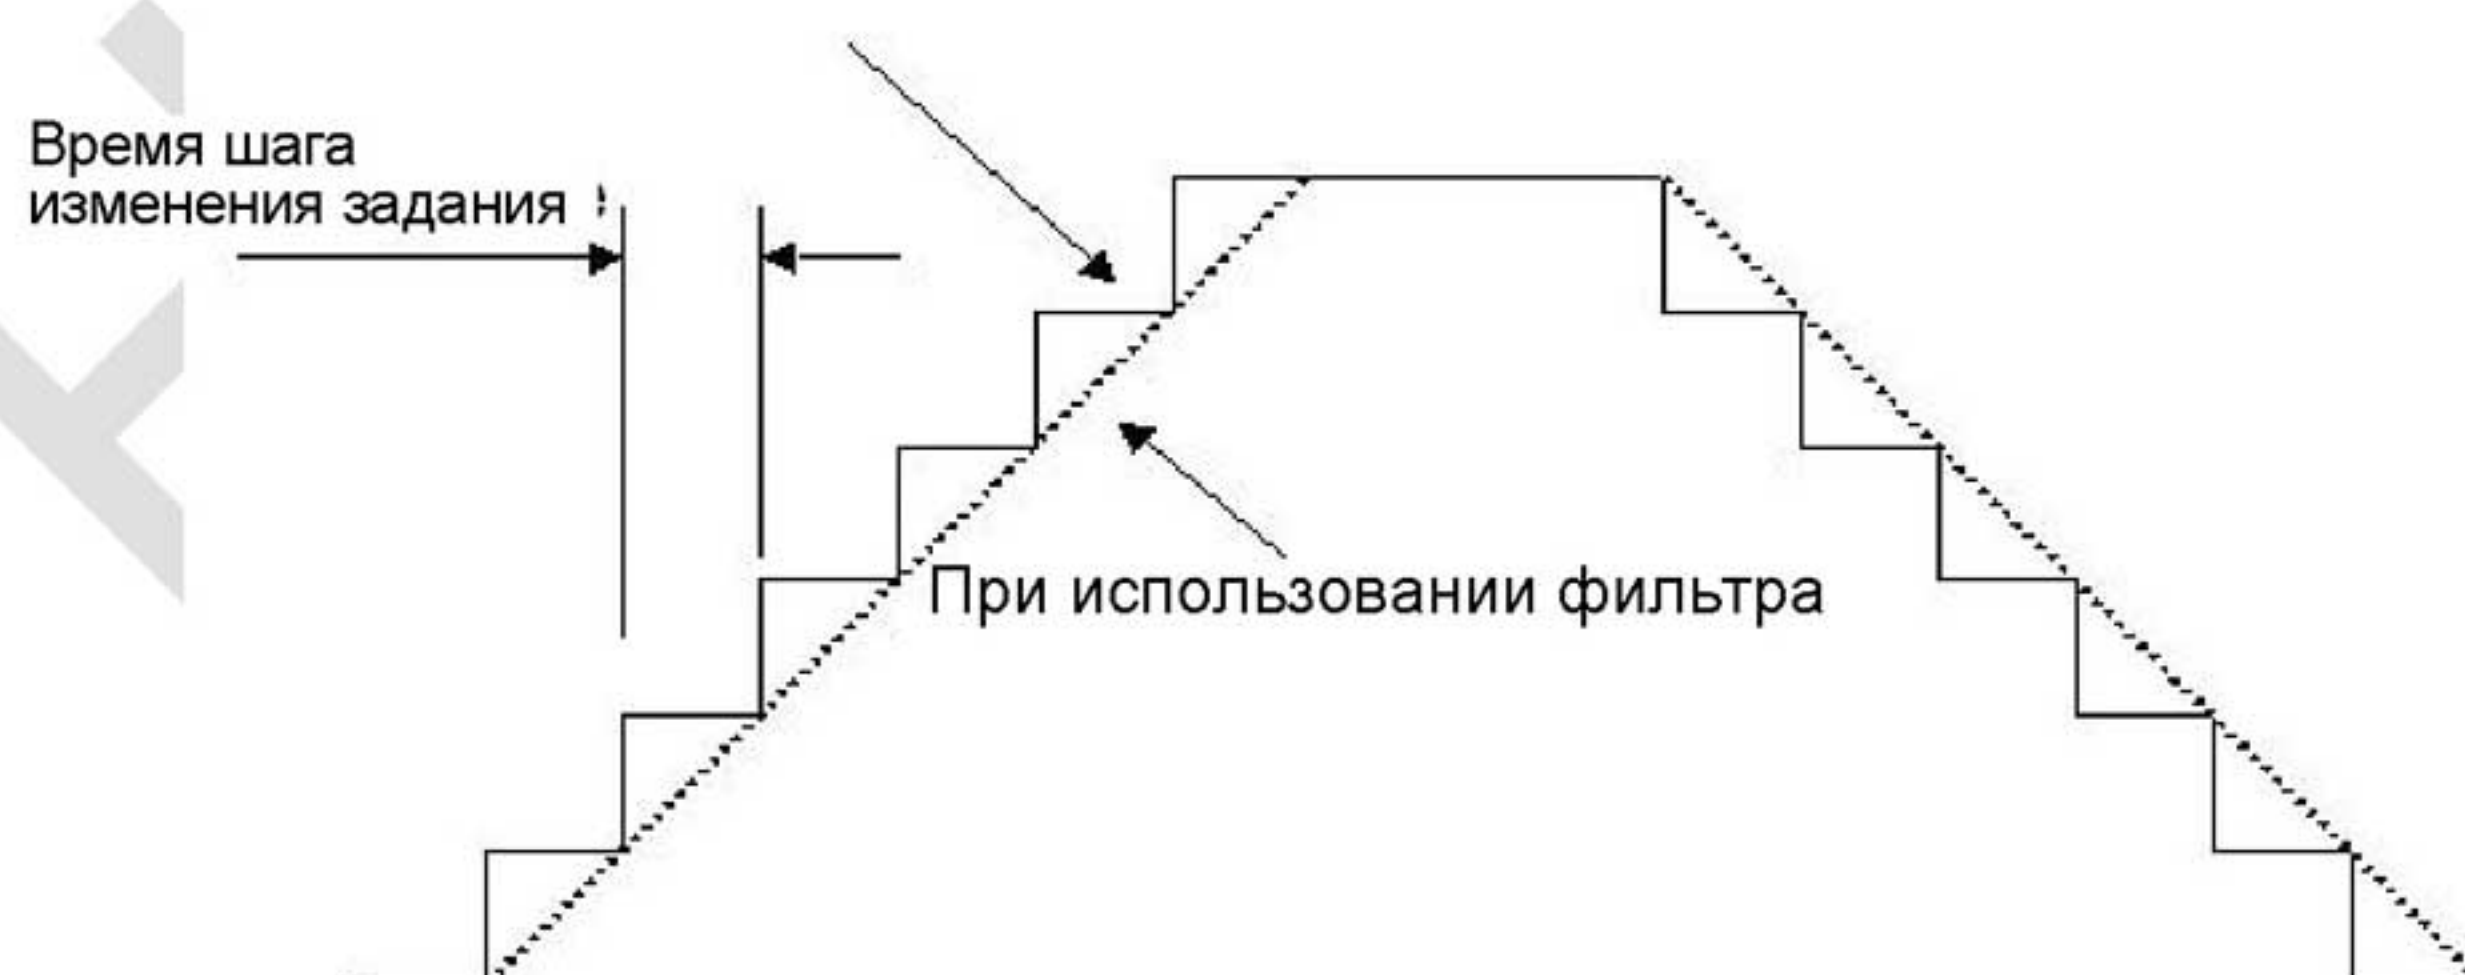 Время шага
изменения задания
При использовании фильтра